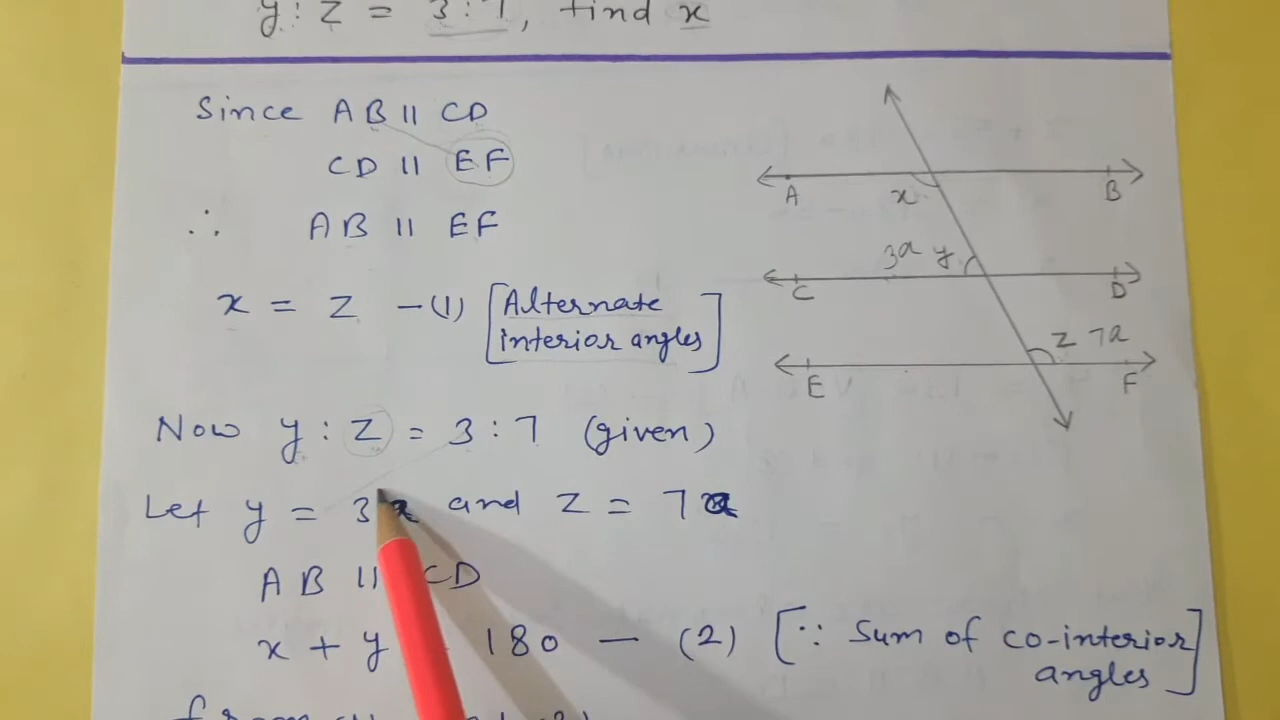 y : z = 3 : 7, find x
Since AB || CD
CD || EF
∴ AB || EF
x = z — (1) [Alternate
interior angles]
Now y : z = 3 : 7 (given)
Let y = 3a and z = 7a
AB || CD
x + y 180 — (2) [∵ Sum of co-interior
angles]
A x B
3a y
C D
z 7a
E F